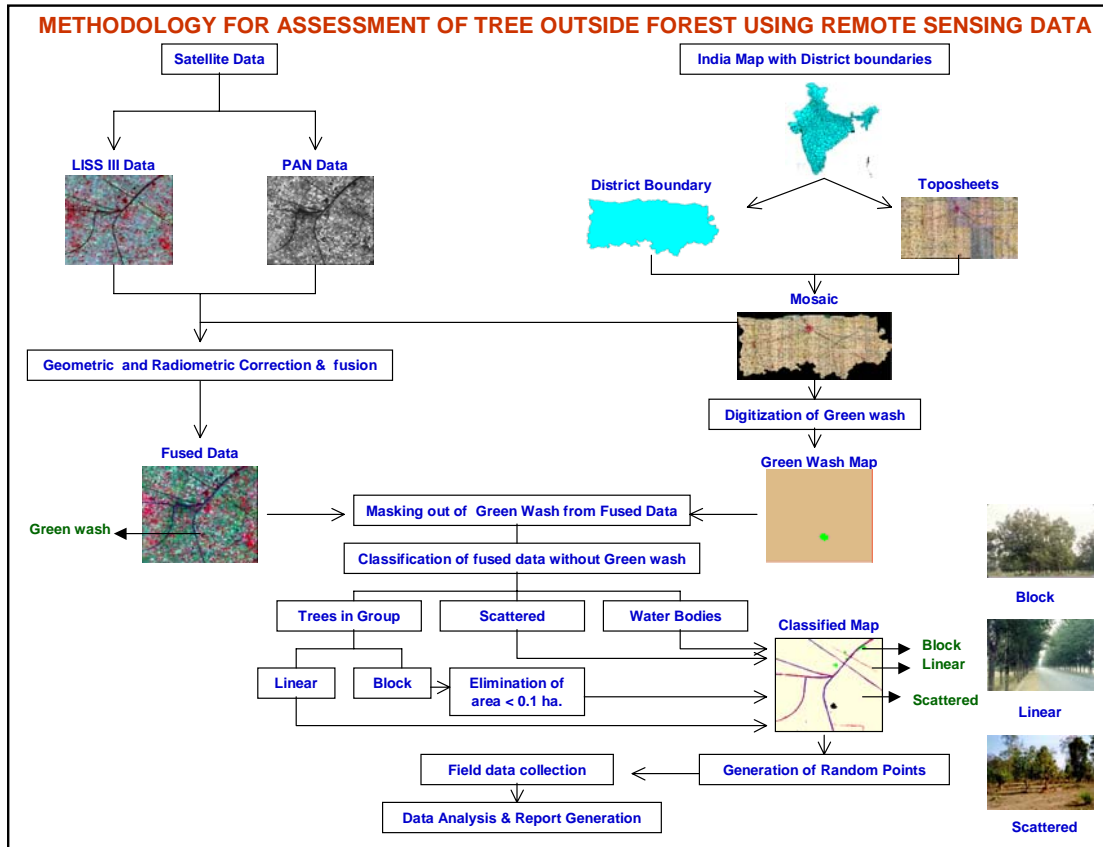 METHODOLOGY FOR ASSESSMENT OF TREE OUTSIDE FOREST USING REMOTE SENSING DATA
Satellite Data
India Map with District boundaries
LISS III Data
PAN Data
District Boundary
Toposheets
Mosaic
Geometric and Radiometric Correction & fusion
Digitization of Green wash
Fused Data
Green Wash Map
Green wash
Masking out of Green Wash from Fused Data
Classification of fused data without Green wash
Trees in Group
Scattered
Water Bodies
Classified Map
Block
Linear
Scattered
Linear
Block
Elimination of
area < 0.1 ha.
Block
Linear
Scattered
Field data collection
Generation of Random Points
Data Analysis & Report Generation